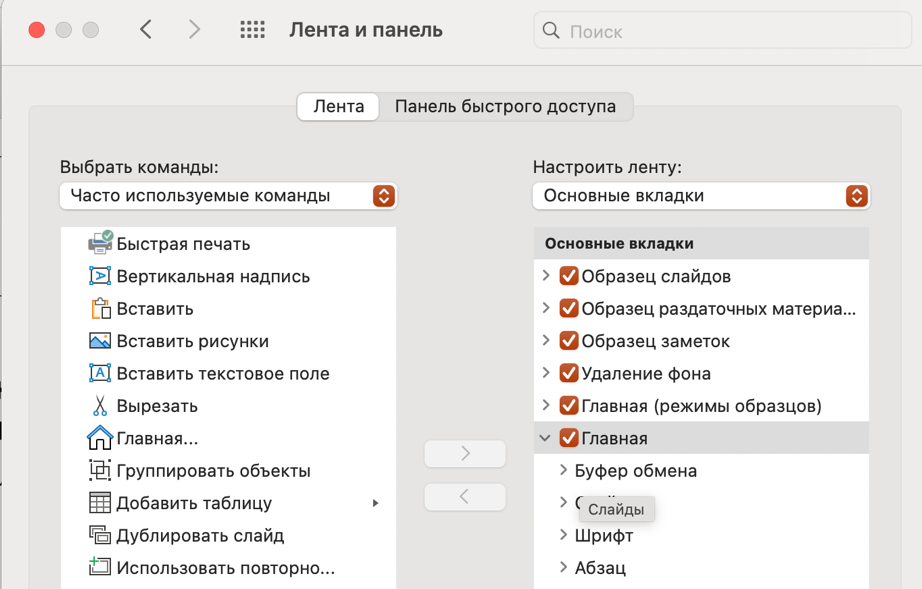 Лента и панель
Поиск
Лента
Панель быстрого доступа
Выбрать команды:
Часто используемые команды
Быстрая печать
Вертикальная надпись
Вставить
Вставить рисунки
Вставить текстовое поле
Вырезать
Главная...
Группировать объекты
Добавить таблицу
Дублировать слайд
Использовать повторно...
Настроить ленту:
Основные вкладки
Основные вкладки
Образец слайдов
Образец раздаточных материа...
Образец заметок
Удаление фона
Главная (режимы образцов)
Главная
Буфер обмена
Слайды
Шрифт
Абзац